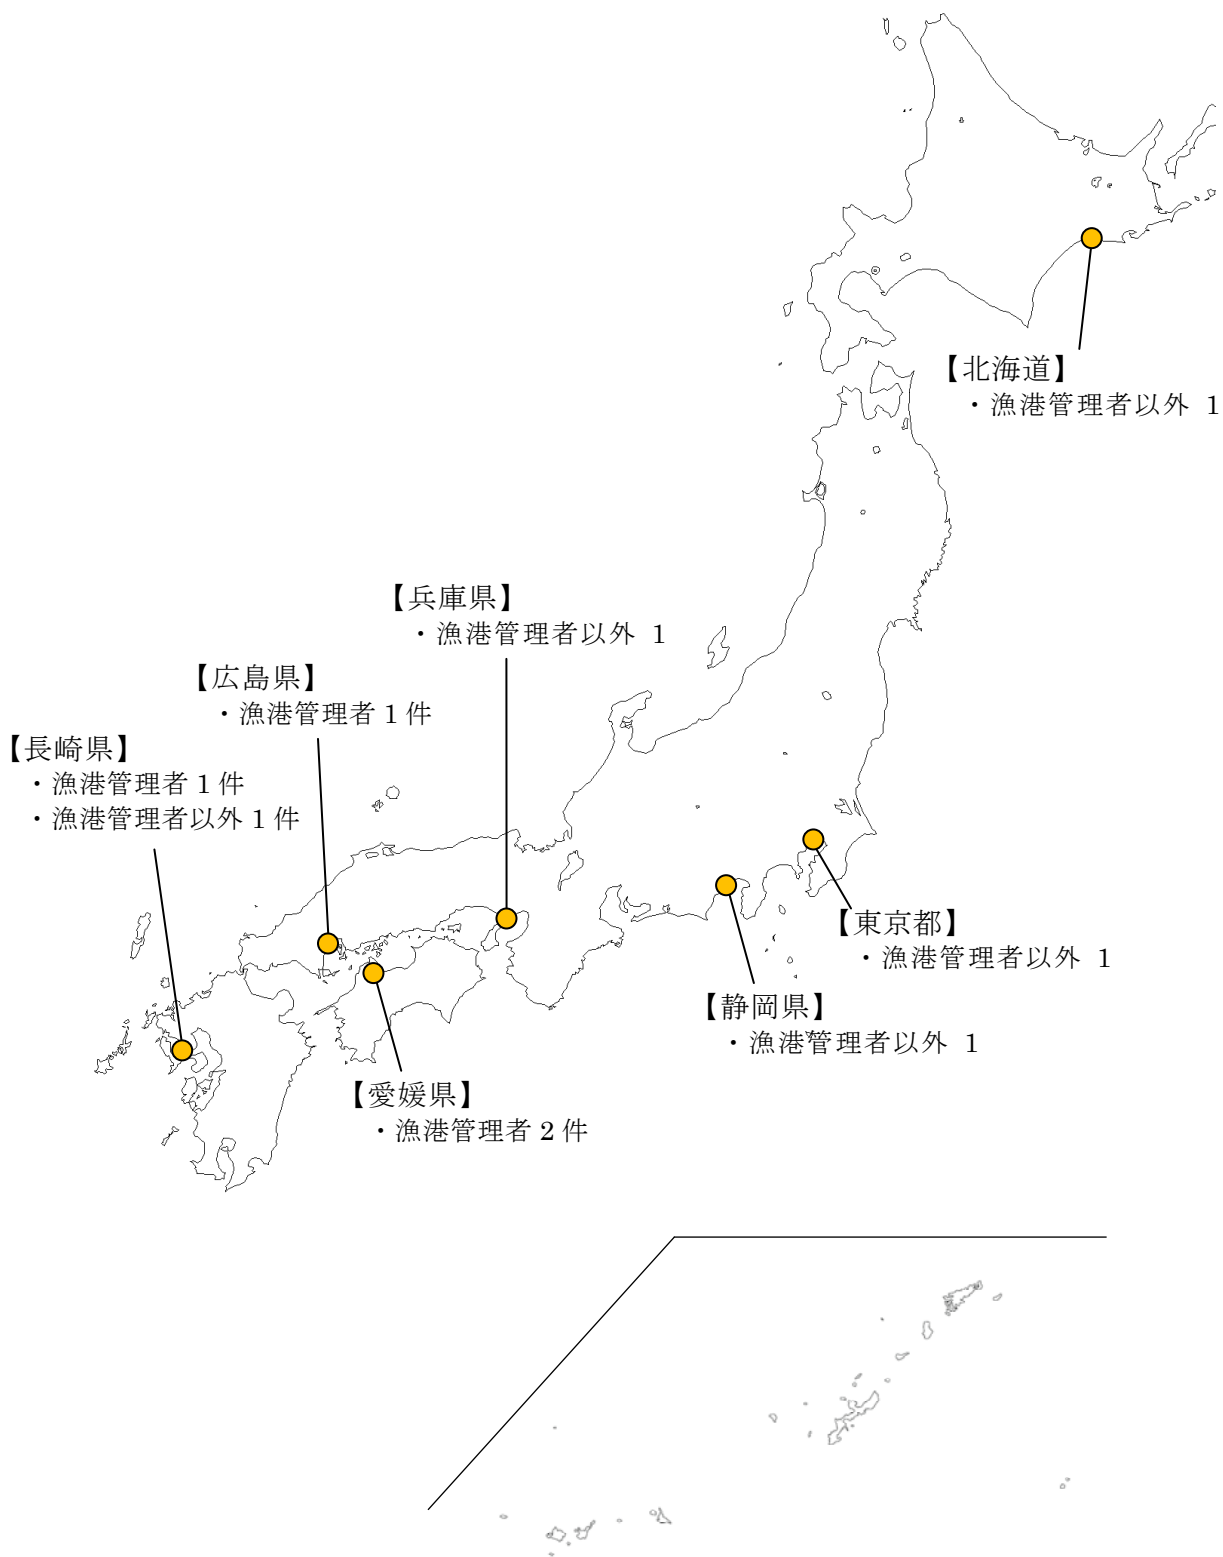 【北海道】
・漁港管理者以外 1
【兵庫県】
・漁港管理者以外 1
【広島県】
・漁港管理者 1 件
【長崎県】
・漁港管理者 1 件
・漁港管理者以外 1 件
【東京都】
・漁港管理者以外 1
【静岡県】
・漁港管理者以外 1
【愛媛県】
・漁港管理者 2 件